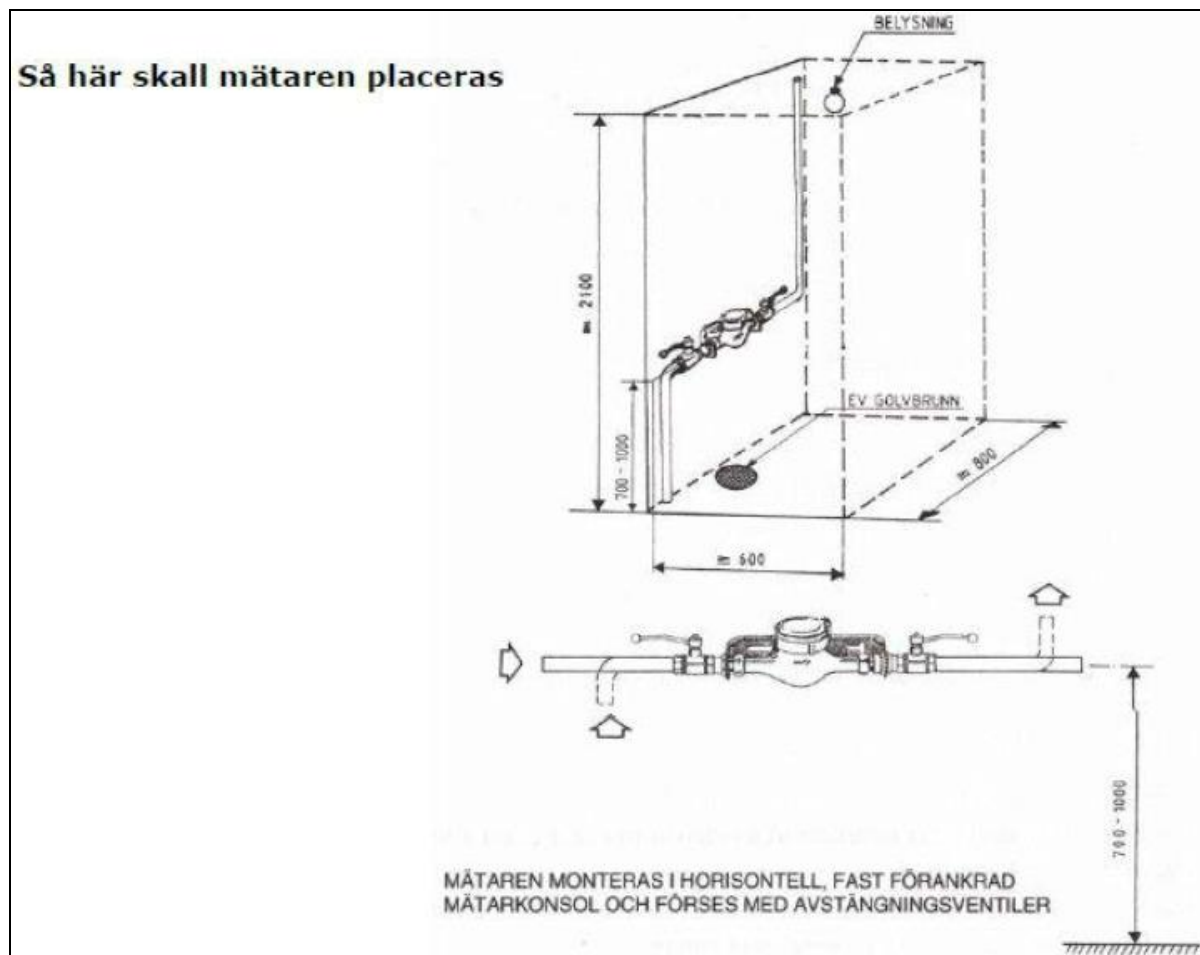 BELYSNING
Så här skall mätaren placeras
≥ 2100
EV GOLVBRUNN
700 - 1000
≥ 800
≥ 600
700 - 1000
MÄTAREN MONTERAS I HORISONTELL, FAST FÖRANKRAD
MÄTARKONSOL OCH FÖRSES MED AVSTÄNGNINGSVENTILER